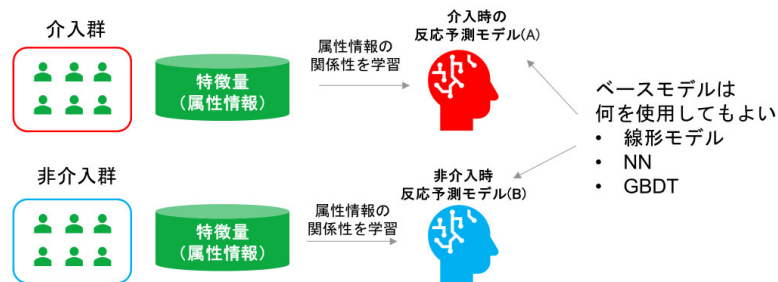 介入群
特徴量
（属性情報）
属性情報の
関係性を学習
介入時の
反応予測モデル(A)
非介入群
特徴量
（属性情報）
属性情報の
関係性を学習
非介入時
反応予測モデル(B)
ベースモデルは
何を使用してもよい
• 線形モデル
• NN
• GBDT